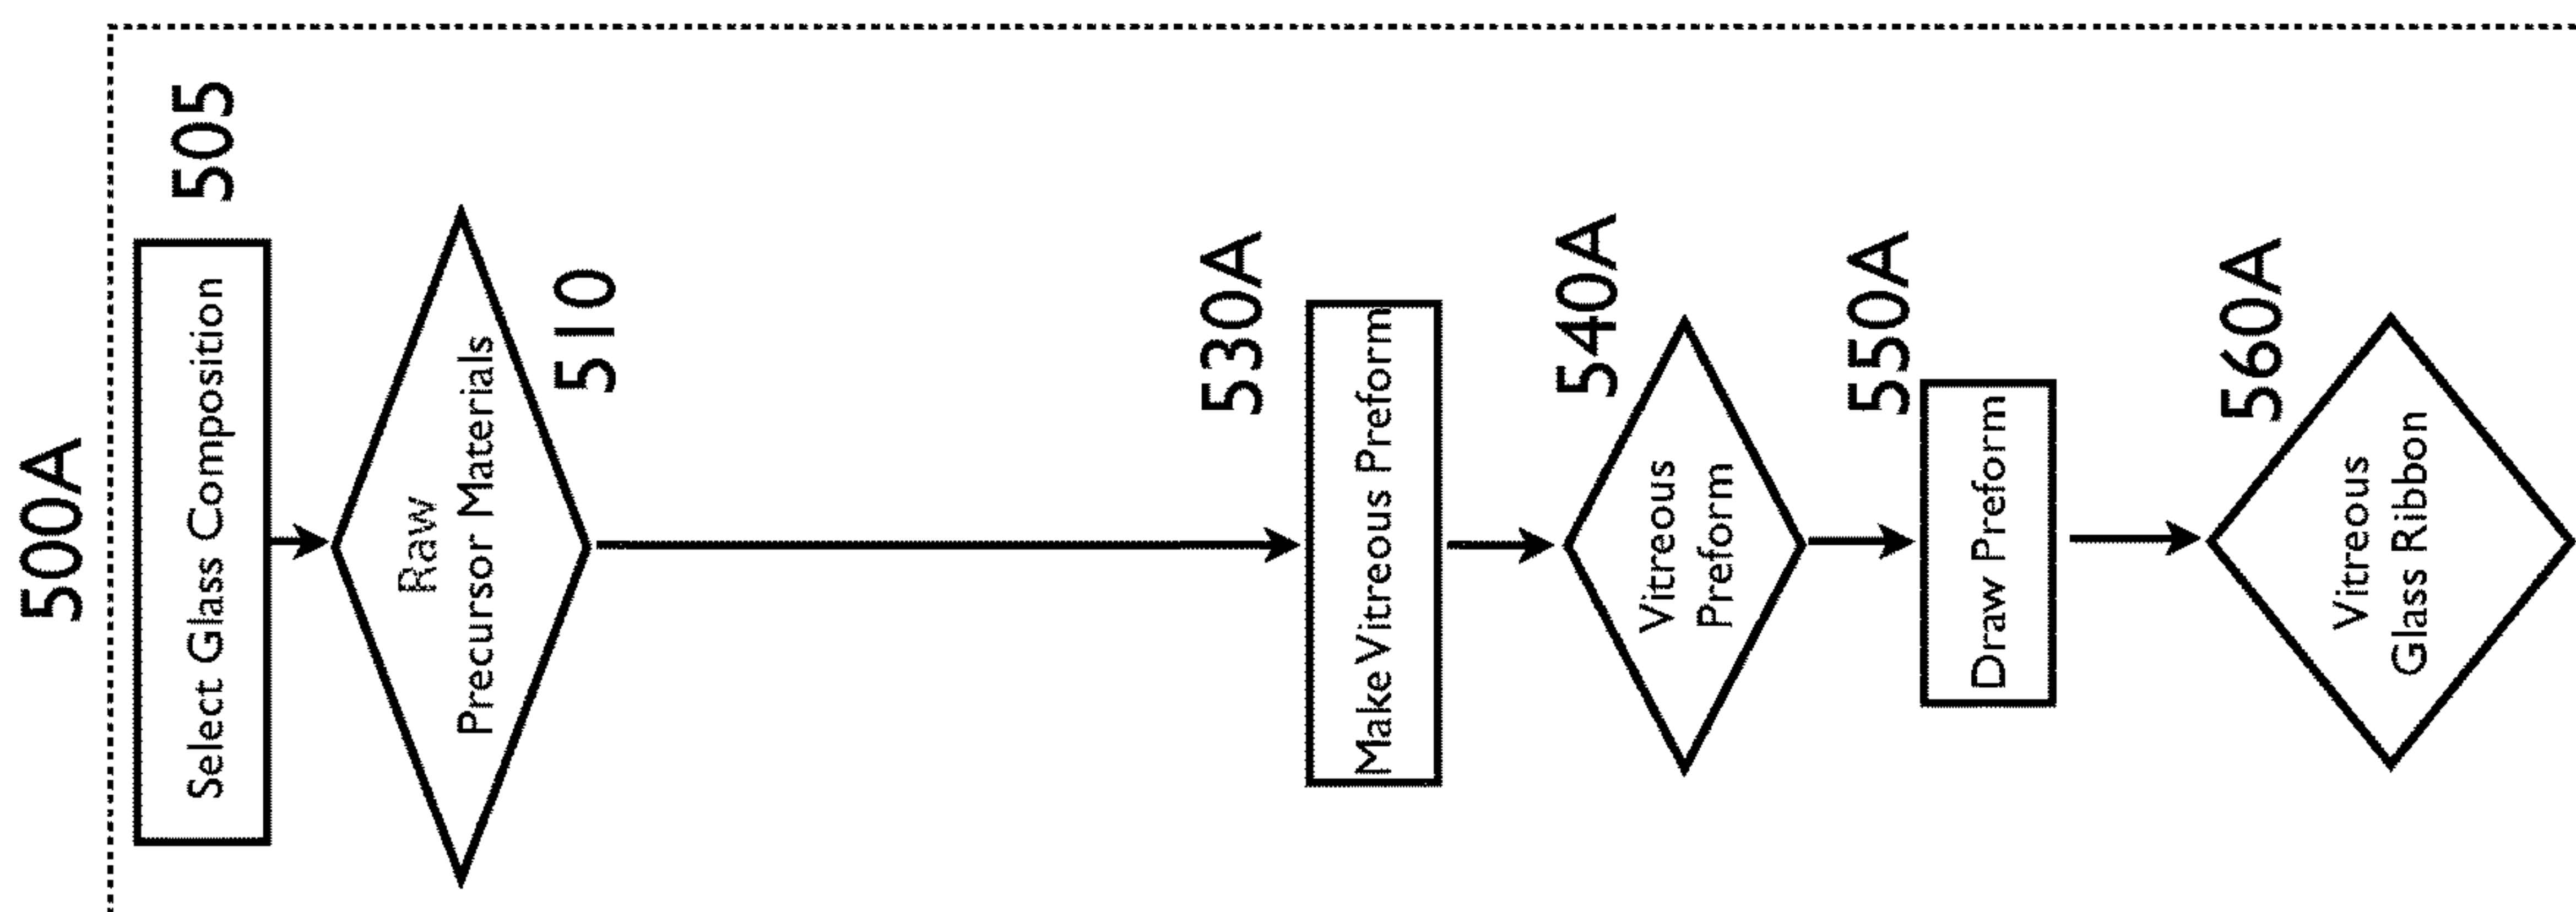 500A
505
Select Glass Composition
Raw
Precursor Materials
510
530A
Make Vitreous Preform
540A
Vitreous
Preform
550A
Draw Preform
560A
Vitreous
Glass Ribbon